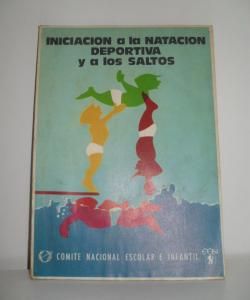 INICIACION a la NATACION
DEPORTIVA
y a los SALTOS
COMITE NACIONAL ESCOLAR E INFANTIL